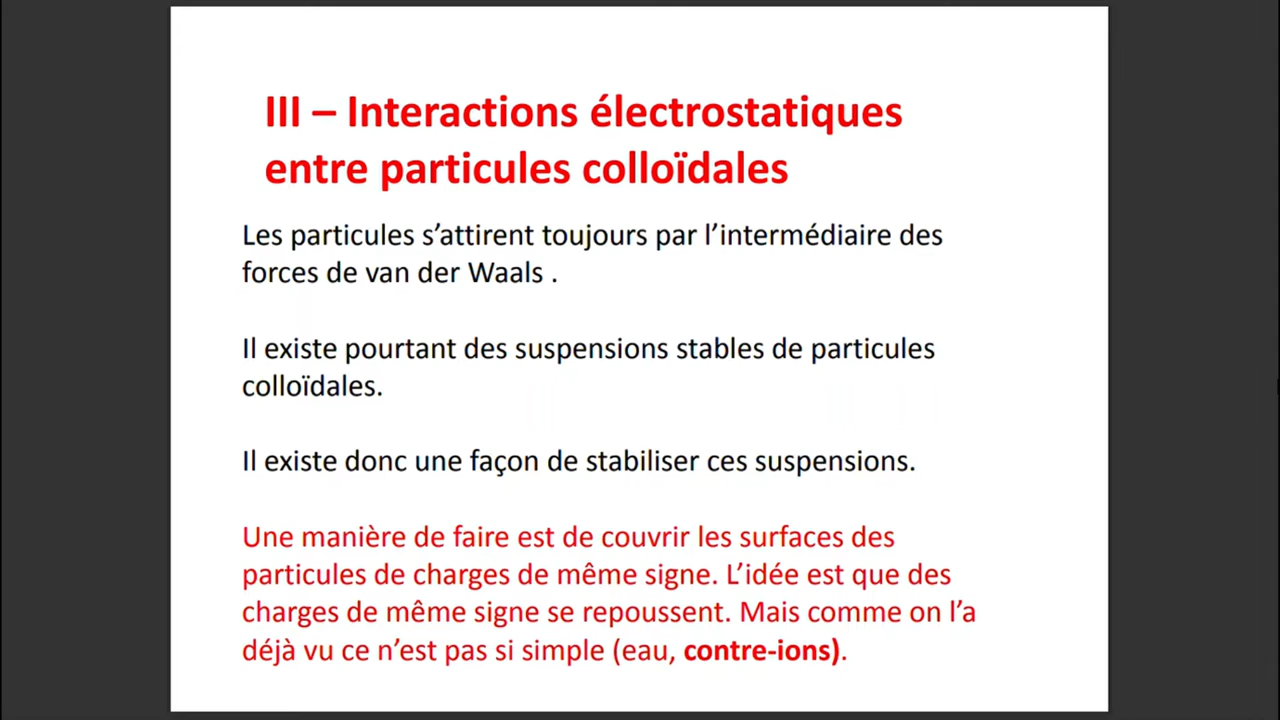 III – Interactions électrostatiques
entre particules colloïdales
Les particules s’attirent toujours par l’intermédiaire des
forces de van der Waals .
Il existe pourtant des suspensions stables de particules
colloïdales.
Il existe donc une façon de stabiliser ces suspensions.
Une manière de faire est de couvrir les surfaces des
particules de charges de même signe. L’idée est que des
charges de même signe se repoussent. Mais comme on l’a
déjà vu ce n’est pas si simple (eau, contre-ions).